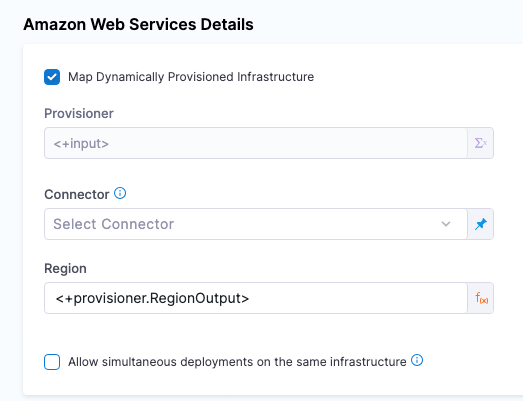 Amazon Web Services Details
Map Dynamically Provisioned Infrastructure
Provisioner
<+input>
Σx
Connector
Select Connector
Region
<+provisioner.RegionOutput>
f(x)
Allow simultaneous deployments on the same infrastructure